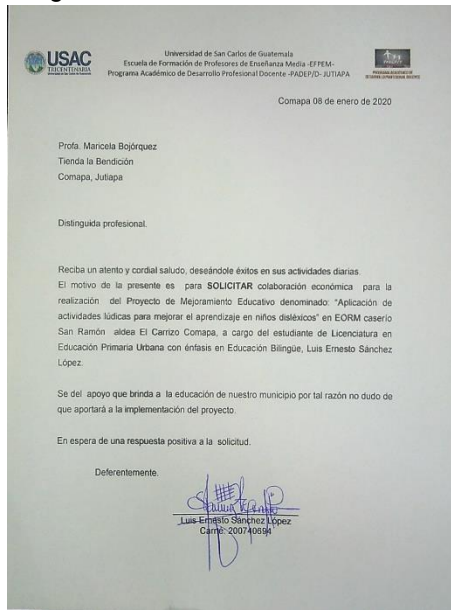 USAC
TRICENTENARIA
Universidad de San Carlos de Guatemala
Escuela de Formación de Profesores de Enseñanza Media -EFPEM-
Programa Académico de Desarrollo Profesional Docente -PADEP/D- JUTIAPA
Comapa 08 de enero de 2020
Profa. Maricela Bojórquez
Tienda la Bendición
Comapa, Jutiapa
Distinguida profesional.
Reciba un atento y cordial saludo, deseándole éxitos en sus actividades diarias.
El motivo de la presente es para SOLICITAR colaboración económica para la
realización del Proyecto de Mejoramiento Educativo denominado: “Aplicación de
actividades lúdicas para mejorar el aprendizaje en niños disléxicos” en EORM caserío
San Ramón aldea El Carrizo Comapa, a cargo del estudiante de Licenciatura en
Educación Primaria Urbana con énfasis en Educación Bilingüe, Luis Ernesto Sánchez
López.
Se del apoyo que brinda a la educación de nuestro municipio por tal razón no dudo de
que aportará a la implementación del proyecto.
En espera de una respuesta positiva a la solicitud.
Deferentemente.
Luis Ernesto Sánchez López
Carné: 200740694